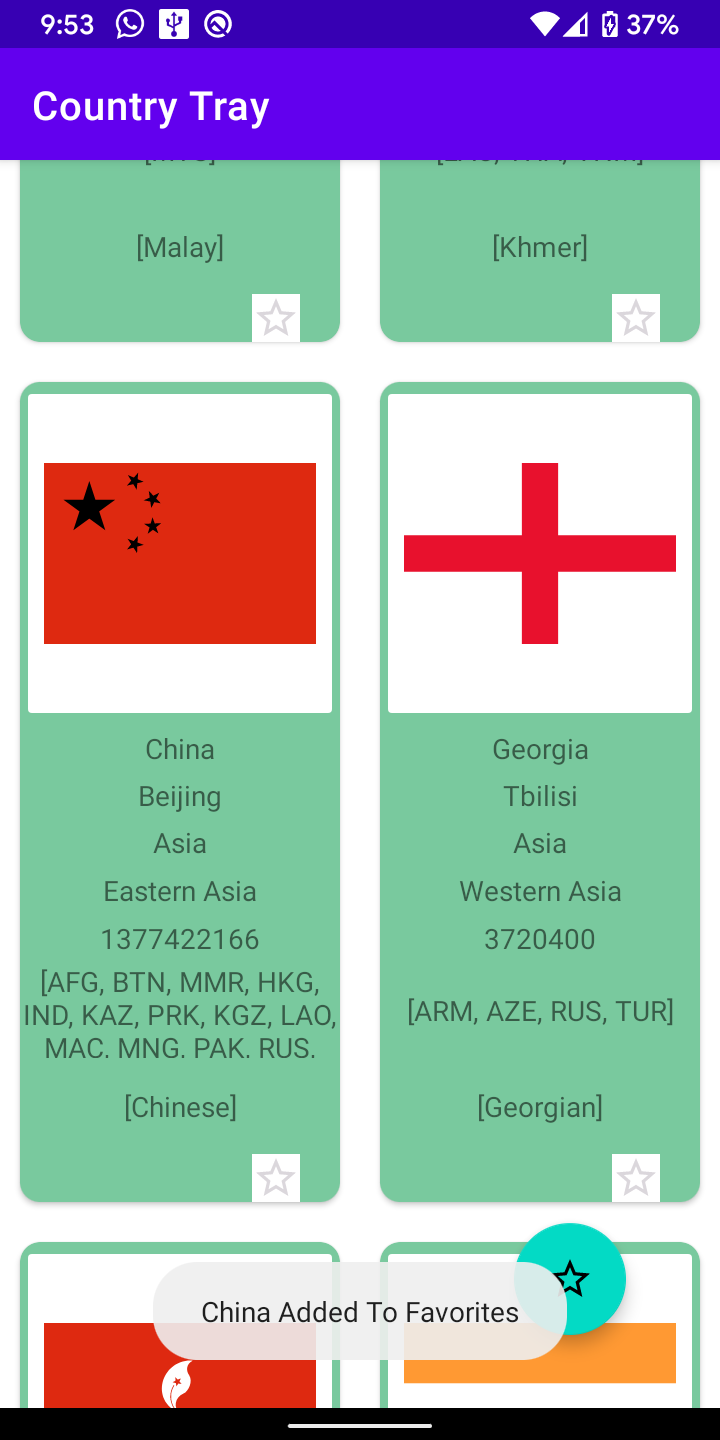 9:53
37%
Country Tray
[Malay]
[Khmer]
China
Beijing
Asia
Eastern Asia
1377422166
[AFG, BTN, MMR, HKG,
IND, KAZ, PRK, KGZ, LAO,
MAC, MNG, PAK, RUS,
[Chinese]
Georgia
Tbilisi
Asia
Western Asia
3720400
[ARM, AZE, RUS, TUR]
[Georgian]
China Added To Favorites